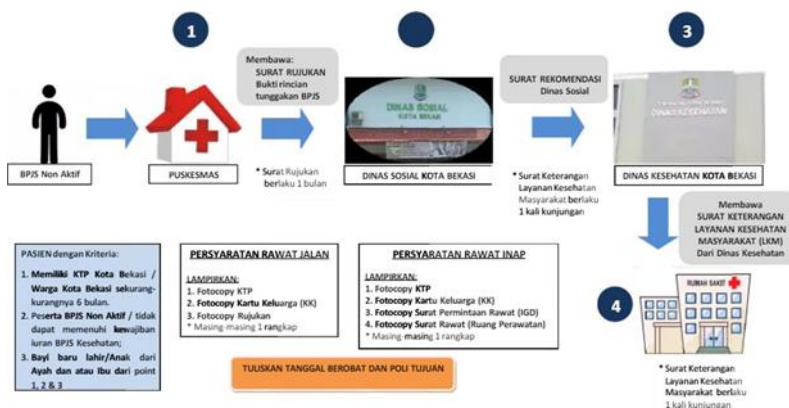 1
3
Membawa:
SURAT RUJUKAN
Bukti rincian
tunggakan BPJS
SURAT REKOMENDASI
Dinas Sosial
DINAS SOSIAL
KOTA BEKASI
DINAS KESEHATAN
BPJS Non Aktif
PUSKESMAS
DINAS SOSIAL KOTA BEKASI
DINAS KESEHATAN KOTA BEKASI
* Surat Rujukan
berlaku 1 bulan
* Surat Keterangan
Layanan Kesehatan
Masyarakat berlaku
1 kali kunjungan
Membawa
SURAT KETERANGAN
LAYANAN KESEHATAN
MASYARAKAT (LKM)
Dari Dinas Kesehatan
PASIEN dengan Kriteria:
1. Memiliki KTP Kota Bekasi /
Warga Kota Bekasi sekurang-
kurangnya 6 bulan.
2. Peserta BPJS Non Aktif / tidak
dapat memenuhi kewajiban
iuran BPJS Kesehatan;
3. Bayi baru lahir/Anak dari
Ayah dan atau Ibu dari point
1, 2 & 3
PERSYARATAN RAWAT JALAN
LAMPIRKAN:
1. Fotocopy KTP
2. Fotocopy Kartu Keluarga (KK)
3. Fotocopy Rujukan
* Masing-masing 1 rangkap
PERSYARATAN RAWAT INAP
LAMPIRKAN:
1. Fotocopy KTP
2. Fotocopy Kartu Keluarga (KK)
3. Fotocopy Surat Permintaan Rawat (IGD)
4. Fotocopy Surat Rawat (Ruang Perawatan)
* Masing-masing 1 rangkap
TULISKAN TANGGAL BEROBAT DAN POLI TUJUAN
4
RUMAH SAKIT
* Surat Keterangan
Layanan Kesehatan
Masyarakat berlaku
1 kali kunjungan